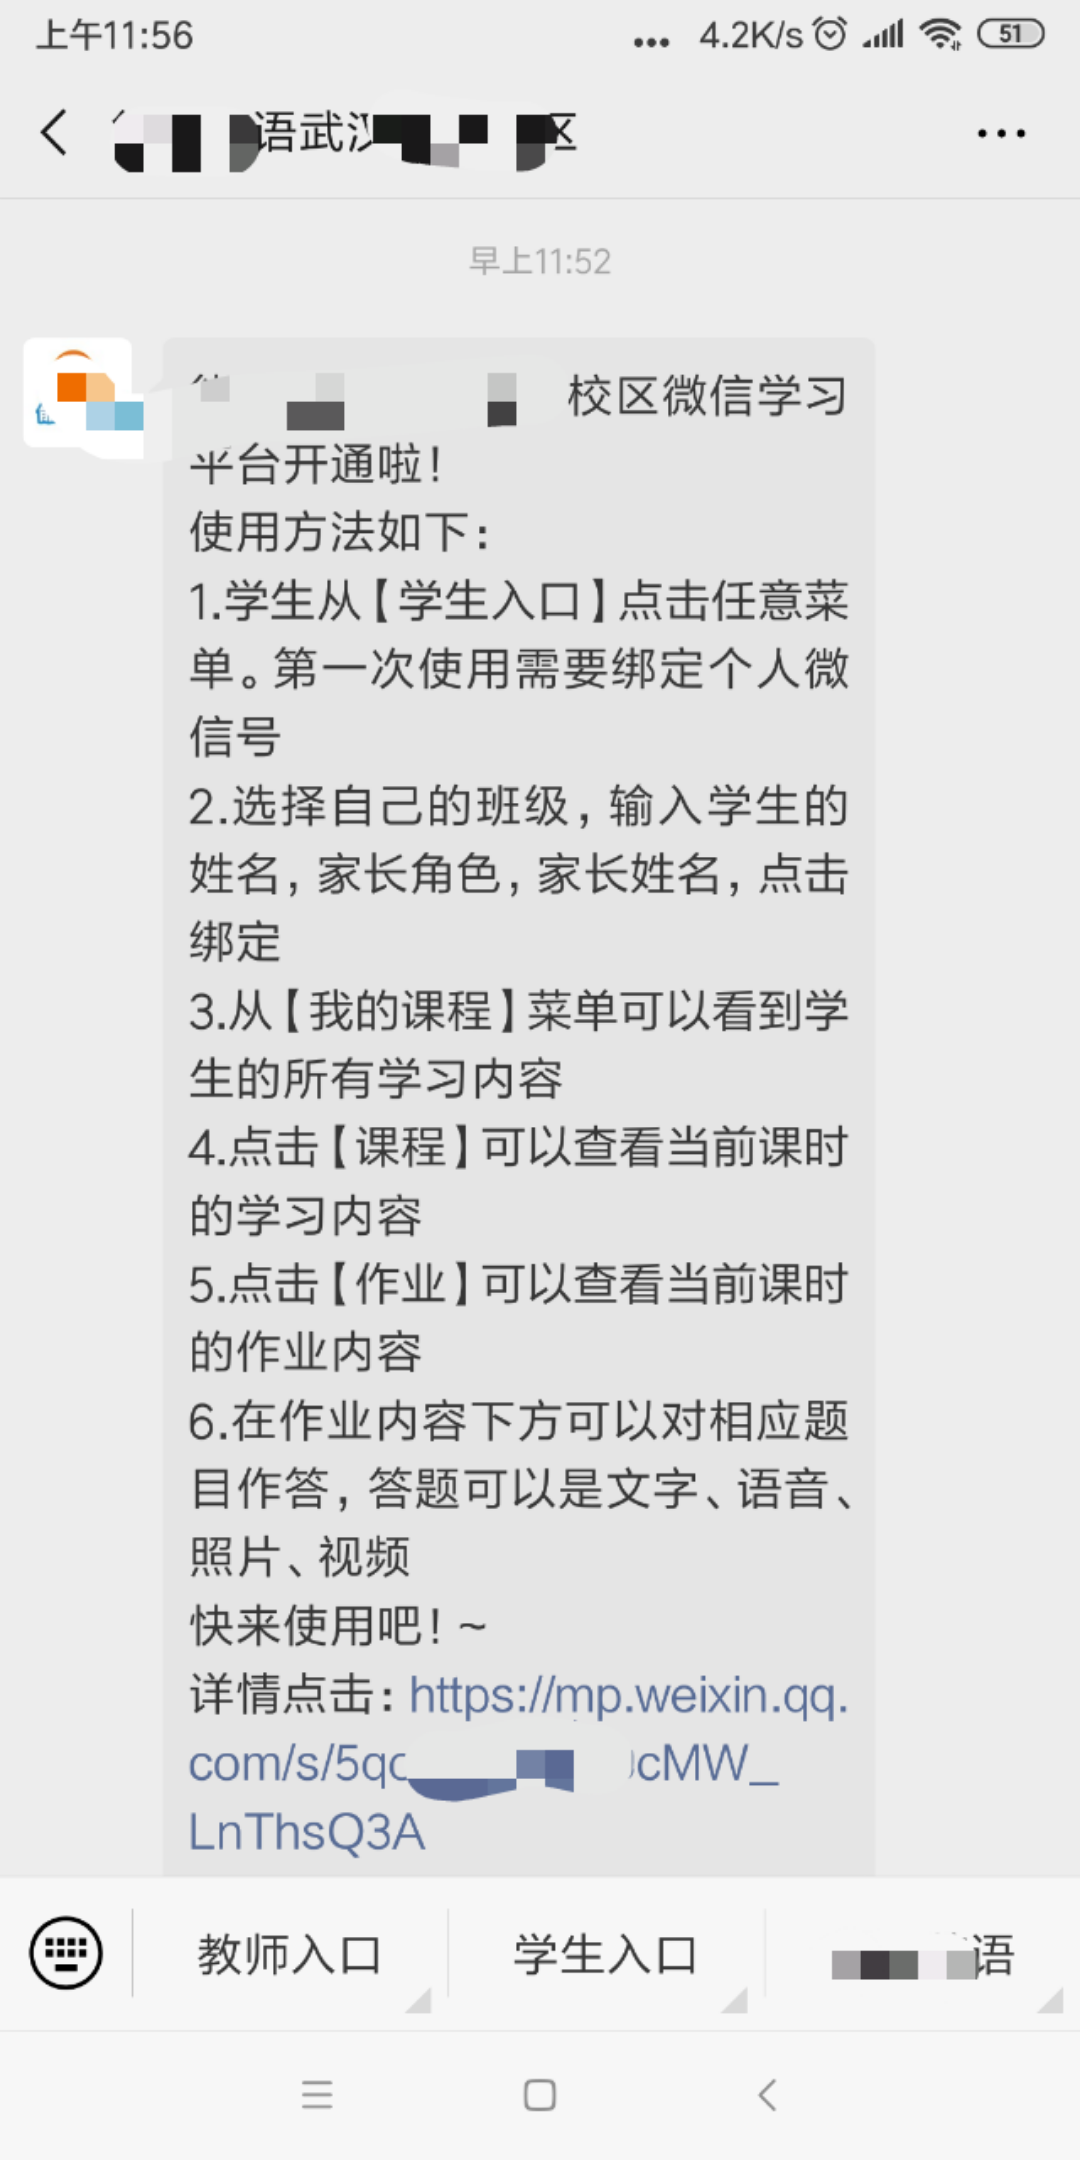 上午11:56
4.2K/s
51
语武汉
区
早上11:52
校区微信学习
平台开通啦！
使用方法如下：
1.学生从【学生入口】点击任意菜
单。第一次使用需要绑定个人微
信号
2.选择自己的班级，输入学生的
姓名，家长角色，家长姓名，点击
绑定
3.从【我的课程】菜单可以看到学
生的所有学习内容
4.点击【课程】可以查看当前课时
的学习内容
5.点击【作业】可以查看当前课时
的作业内容
6.在作业内容下方可以对相应题
目作答，答题可以是文字、语音、
照片、视频
快来使用吧！~
详情点击：https://mp.weixin.qq.
com/s/5qc
cMW_
LnThsQ3A
教师入口
学生入口
语